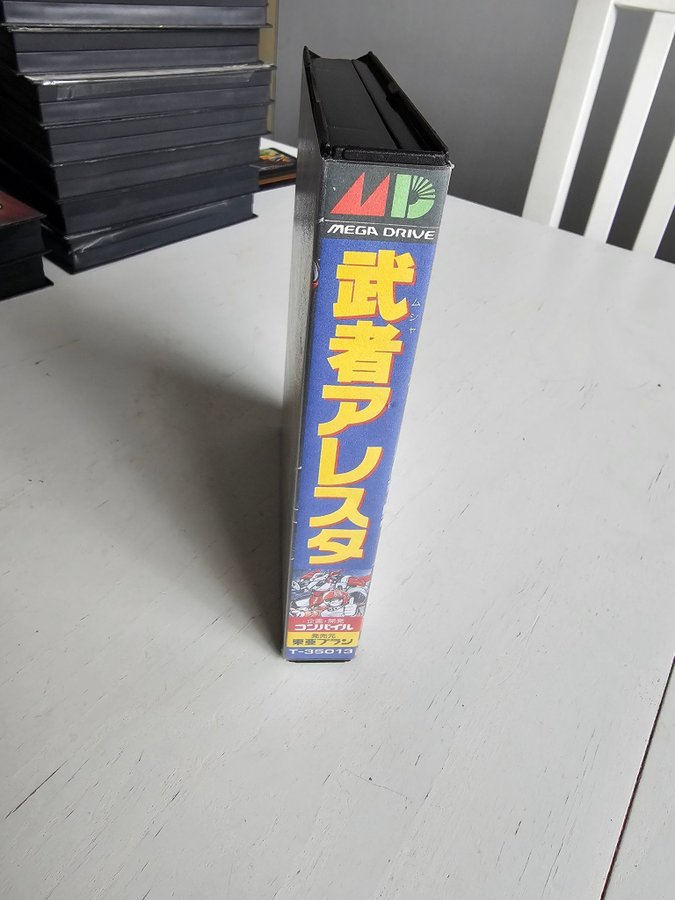 MD
MEGA DRIVE
武者アレスタ
ムシャ
企画・開発
コンパイル
発売元
東亜プラン
T-35013